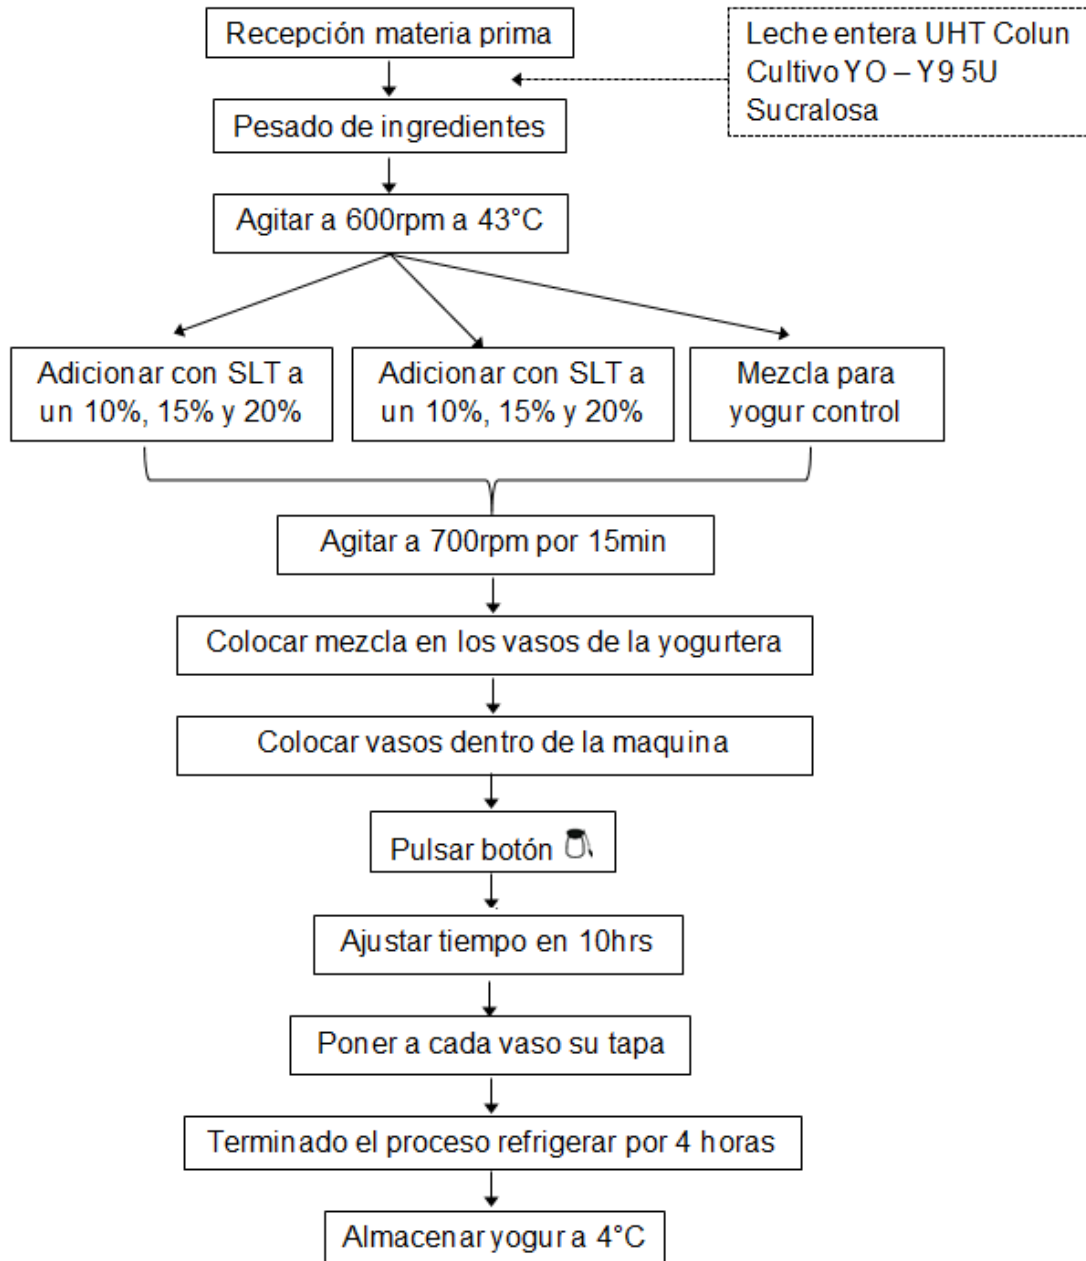 Recepción materia prima
Leche entera UHT Colun
Cultivo YO – Y9 5U
Sucralosa
Pesado de ingredientes
Agitar a 600rpm a 43°C
Adicionar con SLT a
un 10%, 15% y 20%
Adicionar con SLT a
un 10%, 15% y 20%
Mezcla para
yogur control
Agitar a 700rpm por 15min
Colocar mezcla en los vasos de la yogurtera
Colocar vasos dentro de la maquina
Pulsar botón
Ajustar tiempo en 10hrs
Poner a cada vaso su tapa
Terminado el proceso refrigerar por 4 horas
Almacenar yogur a 4°C